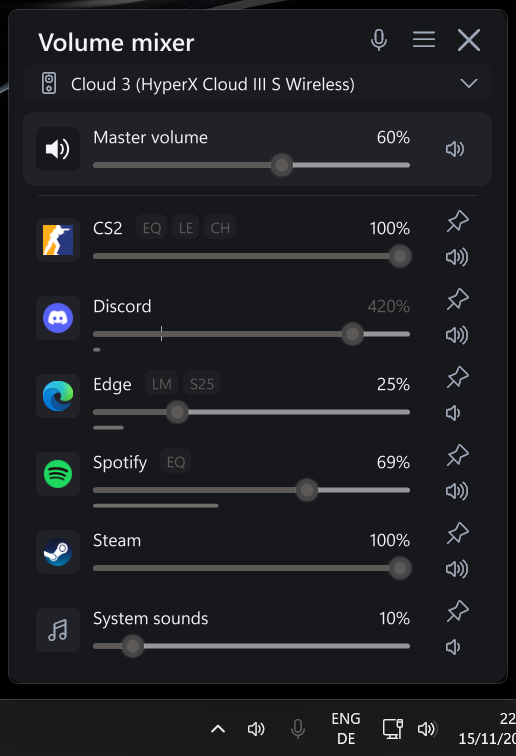 Volume mixer
Cloud 3 (HyperX Cloud III S Wireless)
Master volume 60%
CS2 EQ LE CH 100%
Discord 420%
Edge LM S25 25%
Spotify EQ 69%
Steam 100%
System sounds 10%
ENG 22
DE 15/11/20